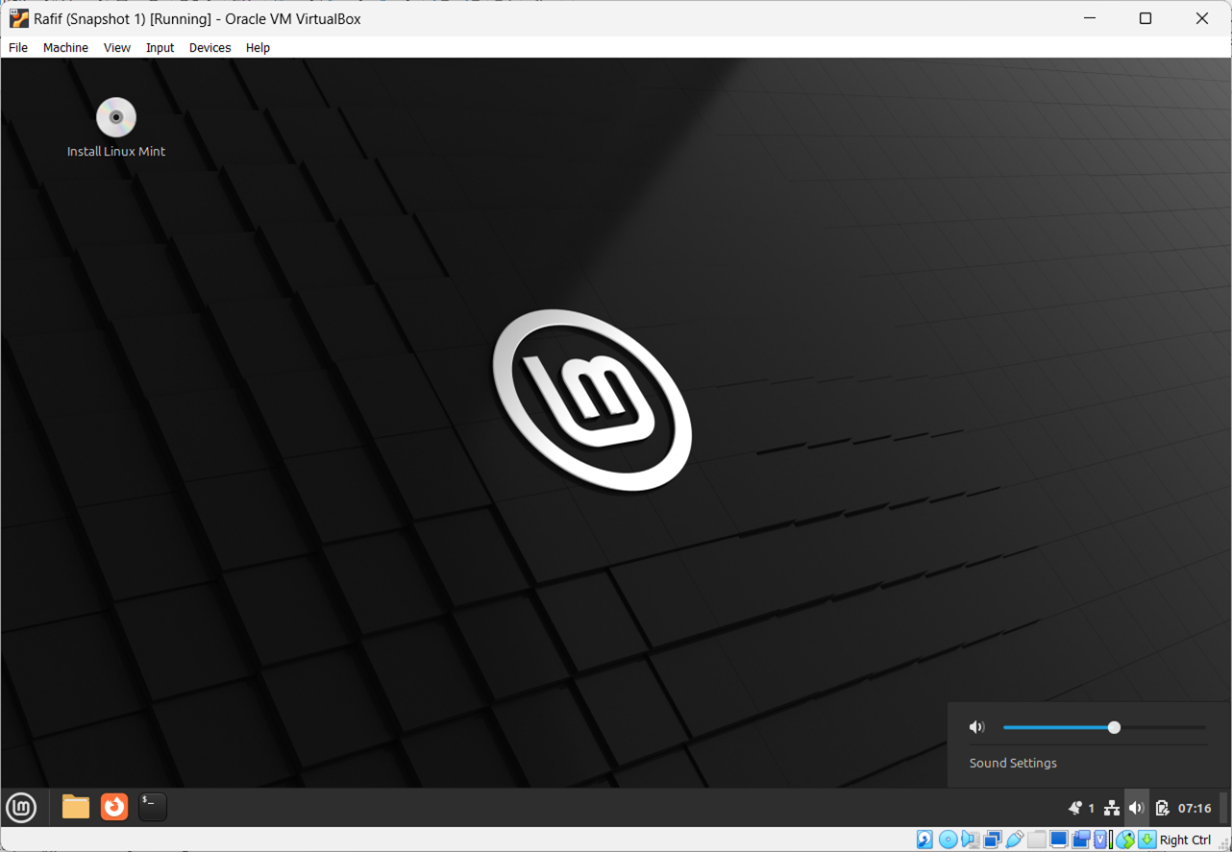 Rafif (Snapshot 1) [Running] - Oracle VM VirtualBox
File Machine View Input Devices Help
Install Linux Mint
Sound Settings
1 07:16
Right Ctrl